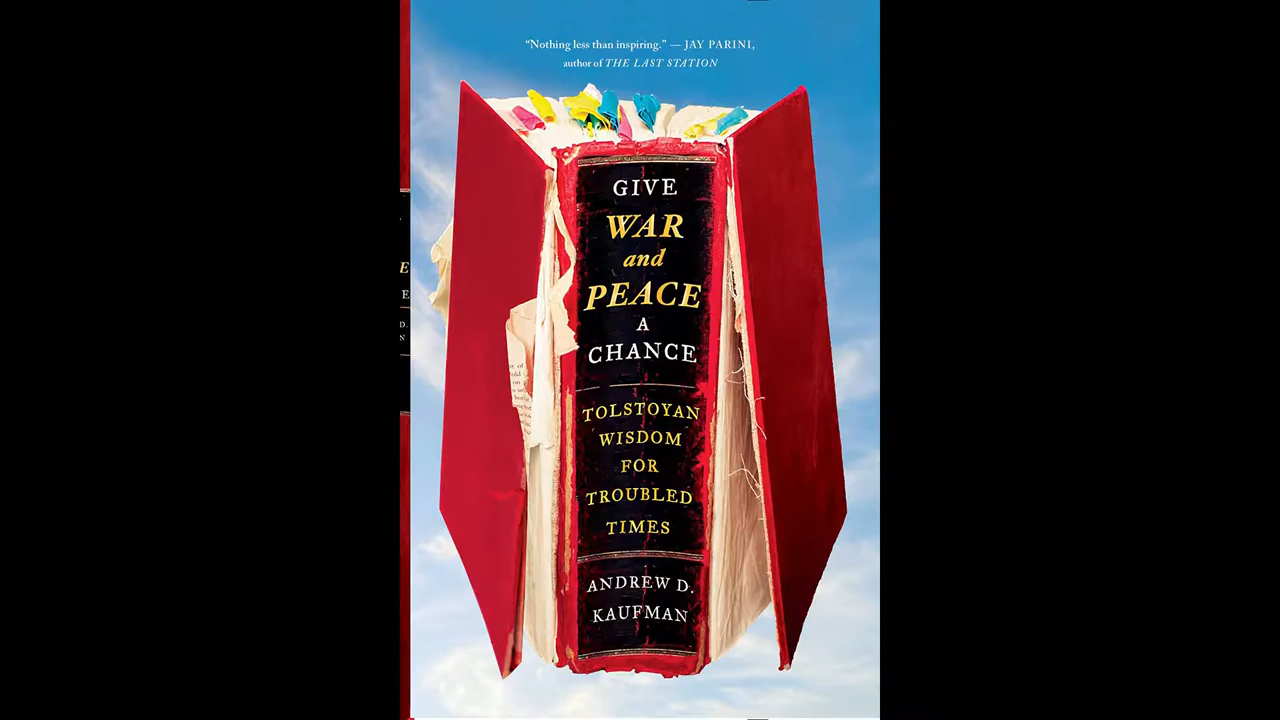 “Nothing less than inspiring.” — JAY PARINI,
author of THE LAST STATION
GIVE
WAR
and
PEACE
A
CHANCE
TOLSTOYAN
WISDOM
FOR
TROUBLED
TIMES
ANDREW D.
KAUFMAN